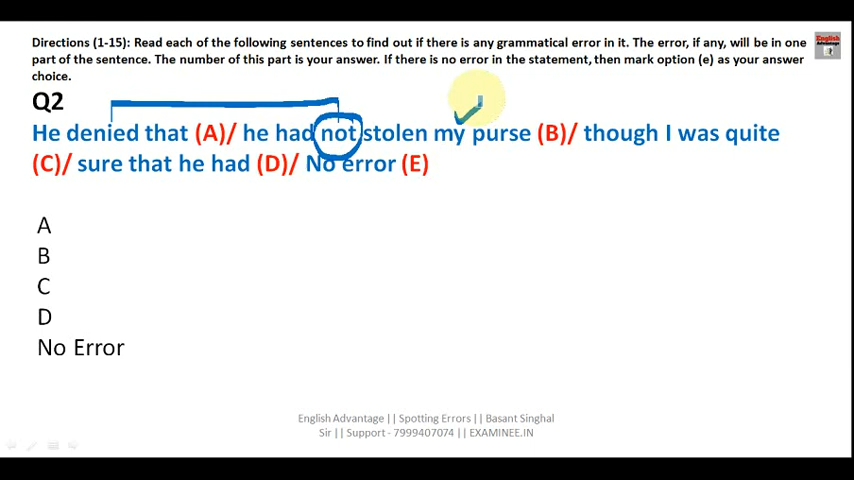 Directions (1-15): Read each of the following sentences to find out if there is any grammatical error in it. The error, if any, will be in one
part of the sentence. The number of this part is your answer. If there is no error in the statement, then mark option (e) as your answer
choice.
Q2
He denied that (A)/ he had not stolen my purse (B)/ though I was quite
(C)/ sure that he had (D)/ No error (E)
A
B
C
D
No Error
English Advantage || Spotting Errors || Basant Singhal
Sir || Support - 7999407074 || EXAMINEE.IN
English
Advantage